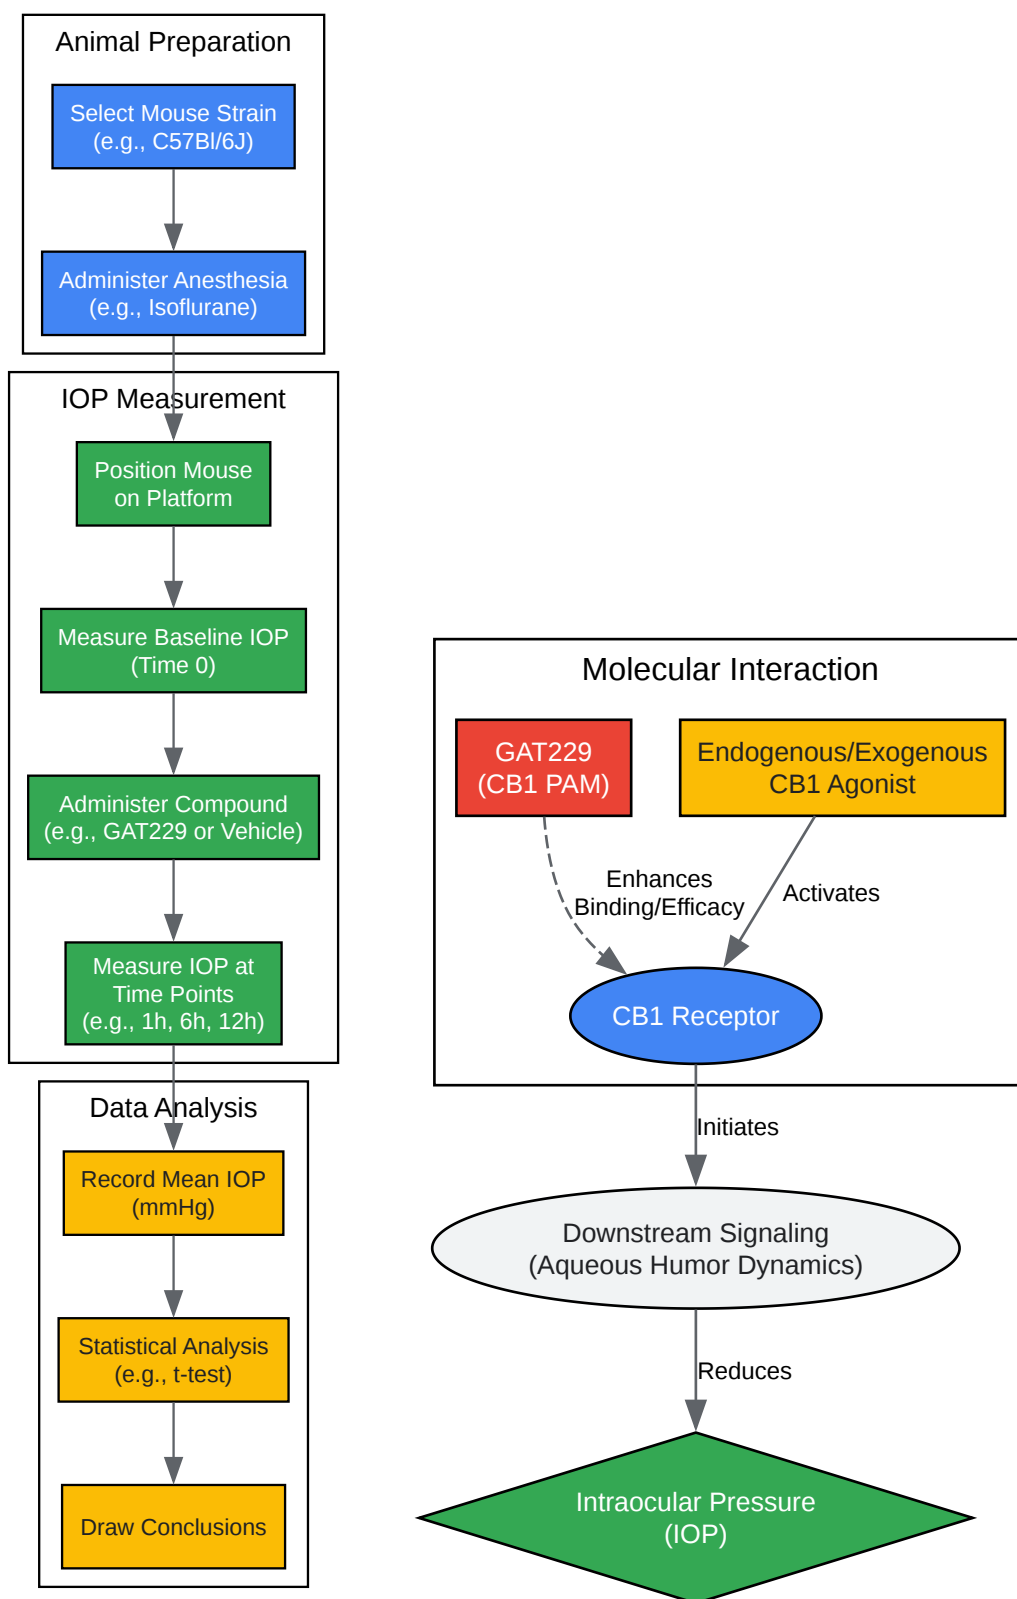 Animal Preparation
Select Mouse Strain
(e.g., C57Bl/6J)
Administer Anesthesia
(e.g., Isoflurane)
IOP Measurement
Position Mouse
on Platform
Measure Baseline IOP
(Time 0)
Administer Compound
(e.g., GAT229 or Vehicle)
Measure IOP at
Time Points
(e.g., 1h, 6h, 12h)
Data Analysis
Record Mean IOP
(mmHg)
Statistical Analysis
(e.g., t-test)
Draw Conclusions
Molecular Interaction
GAT229
(CB1 PAM)
Endogenous/Exogenous
CB1 Agonist
Enhances
Binding/Efficacy
Activates
CB1 Receptor
Initiates
Downstream Signaling
(Aqueous Humor Dynamics)
Reduces
Intraocular Pressure
(IOP)